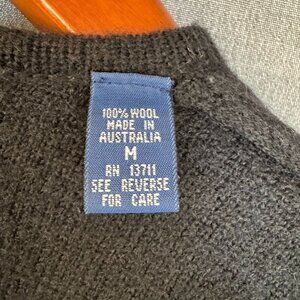 100% WOOL
MADE IN
AUSTRALIA
M
RN 13711
SEE REVERSE
FOR CARE